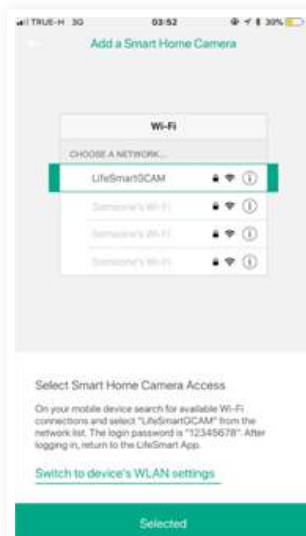 TRUE-H 3G 03:52 39%
Add a Smart Home Camera
Wi-Fi
CHOOSE A NETWORK...
LifeSmartGCAM
Someone's Wi-Fi
Someone's Wi-Fi
Someone's Wi-Fi
Select Smart Home Camera Access
On your mobile device search for available Wi-Fi
connections and select "LifeSmartGCAM" from the
network list. The login password is "12345678". After
logging in, return to the LifeSmart App.
Switch to device's WLAN settings
Selected